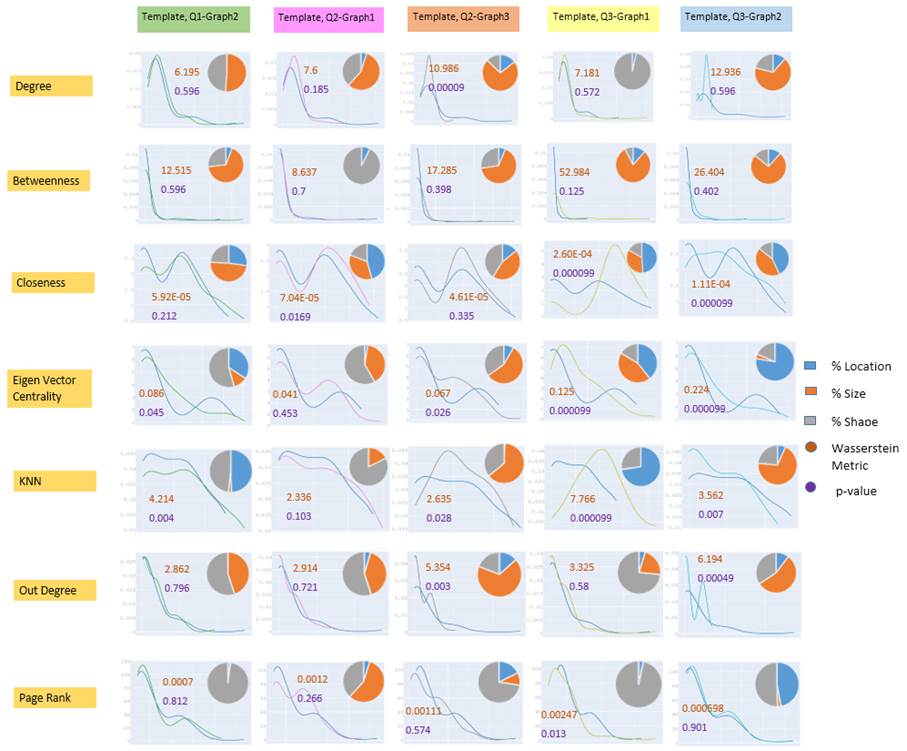 Template, Q1-Graph2
Template, Q2-Graph1
Template, Q2-Graph3
Template, Q3-Graph1
Template, Q3-Graph2
Degree
6.195
0.596
7.6
0.185
10.986
0.00009
7.181
0.572
12.936
0.596
Betweenness
12.515
0.596
8.637
0.7
17.285
0.398
52.984
0.125
26.404
0.402
Closeness
5.92E-05
0.212
7.04E-05
0.0169
4.61E-05
0.335
2.60E-04
0.000099
1.11E-04
0.000099
Eigen Vector
Centrality
0.086
0.045
0.041
0.453
0.067
0.026
0.125
0.000099
0.224
0.000099
KNN
4.214
0.004
2.336
0.103
2.635
0.028
7.766
0.000099
3.562
0.007
Out Degree
2.862
0.796
2.914
0.721
5.354
0.003
3.325
0.58
6.194
0.00049
Page Rank
0.0007
0.812
0.0012
0.266
0.00111
0.574
0.00247
0.013
0.000598
0.901
% Location
% Size
% Shape
Wasserstein
Metric
p-value